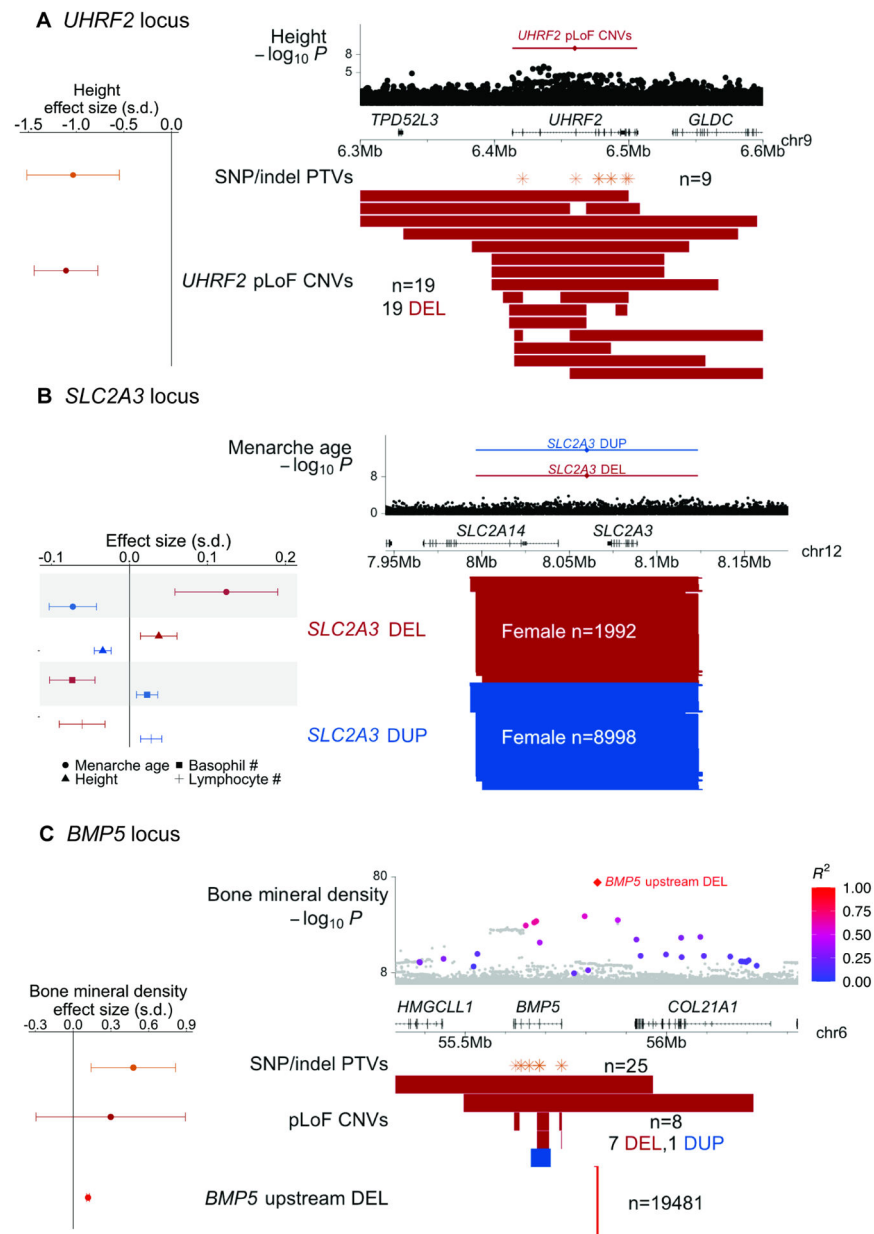 A UHRF2 locus
Height
−log10 P
UHRF2 pLoF CNVs
8
5
TPD52L3 UHRF2 GLDC
chr9
6.3Mb 6.4Mb 6.5Mb 6.6Mb
Height
effect size (s.d.)
-1.5 -1.0 -0.5 0.0
SNP/indel PTVs
n=9
UHRF2 pLoF CNVs
n=19
19 DEL
B SLC2A3 locus
Menarche age
−log10 P
SLC2A3 DUP
SLC2A3 DEL
8
0
SLC2A14 SLC2A3
7.95Mb 8Mb 8.05Mb 8.10Mb 8.15Mb
chr12
Effect size (s.d.)
-0.1 0.0 0.1 0.2
SLC2A3 DEL
Female n=1992
SLC2A3 DUP
Female n=8998
Menarche age Basophil #
Height Lymphocyte #
C BMP5 locus
Bone mineral density
−log10 P
80
8
BMP5 upstream DEL
R2
1.00
0.75
0.50
0.25
0.00
HMGCLL1 BMP5 COL21A1
chr6
55.5Mb 56Mb
Bone mineral density
effect size (s.d.)
-0.3 0.0 0.3 0.6 0.9
SNP/indel PTVs
n=25
pLoF CNVs
n=8
7 DEL,1 DUP
BMP5 upstream DEL
n=19481